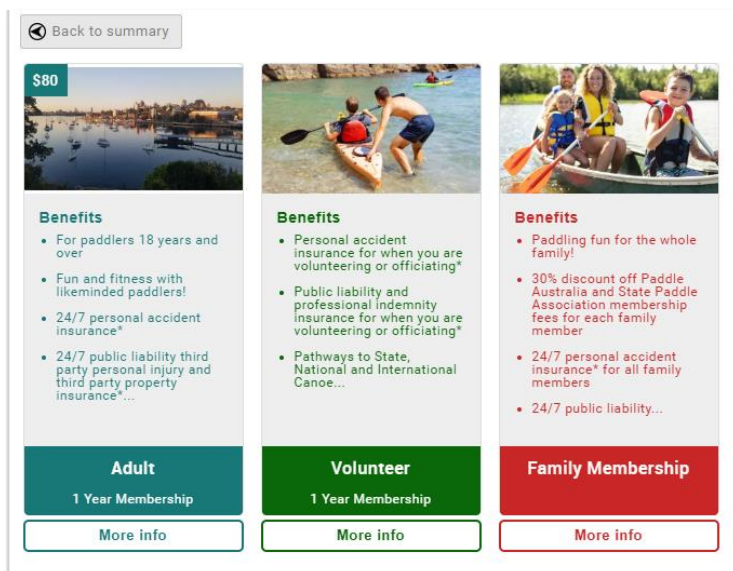 Back to summary
$80
Benefits
• For paddlers 18 years and
over
• Fun and fitness with
likeminded paddlers!
• 24/7 personal accident
insurance*
• 24/7 public liability third
party personal injury and
third party property
insurance*...
Adult
1 Year Membership
More info
Benefits
• Personal accident
insurance for when you are
volunteering or officiating*
• Public liability and
professional indemnity
insurance for when you are
volunteering or officiating*
• Pathways to State,
National and International
Canoe...
Volunteer
1 Year Membership
More info
Benefits
• Paddling fun for the whole
family!
• 30% discount off Paddle
Australia and State Paddle
Association membership
fees for each family
member
• 24/7 personal accident
insurance* for all family
members
• 24/7 public liability...
Family Membership
More info